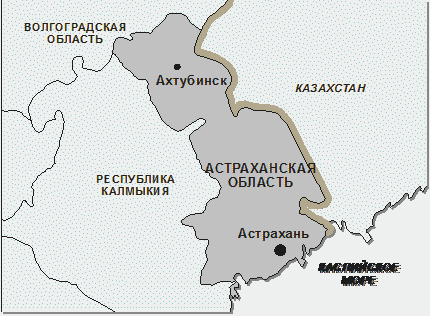 ВОЛГОГРАДСКАЯ
ОБЛАСТЬ
Ахтубинск
КАЗАХСТАН
АСТРАХАНСКАЯ
ОБЛАСТЬ
РЕСПУБЛИКА
КАЛМЫКИЯ
Астрахань
КАСПИЙСКОЕ
МОРЕ